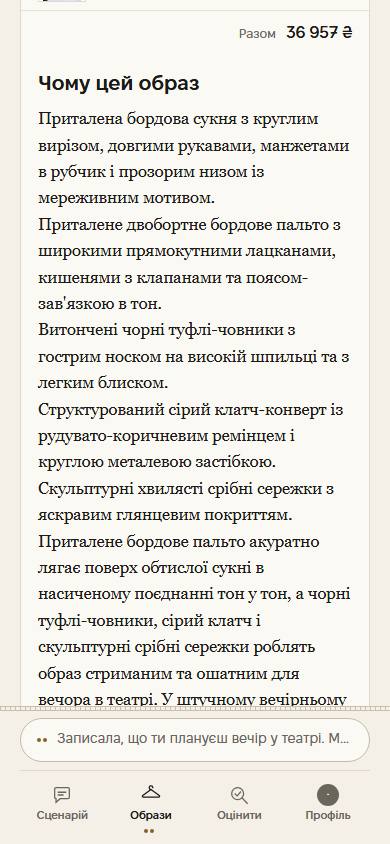 Разом 36 957 ₴
Чому цей образ
Приталена бордова сукня з круглим
вирізом, довгими рукавами, манжетами
в рубчик і прозорим низом із
мереживним мотивом.
Приталене двобортне бордове пальто з
широкими прямокутними лацканами,
кишенями з клапанами та поясом-
зав'язкою в тон.
Витончені чорні туфлі-човники з
гострим носком на високій шпильці та з
легким блиском.
Структурований сірий клатч-конверт із
рудувато-коричневим ремінцем і
круглою металевою застібкою.
Скульптурні хвилясті срібні сережки з
яскравим глянцевим покриттям.
Приталене бордове пальто акуратно
лягає поверх обтислої сукні в
насиченому поєднанні тон у тон, а чорні
туфлі-човники, сірий клатч і
скульптурні срібні сережки роблять
образ стриманим та ошатним для
вечора в театрі. У штучному вечірньому
Записала, що ти плануєш вечір у театрі. М...
Сценарій Образи Оцінити Профіль